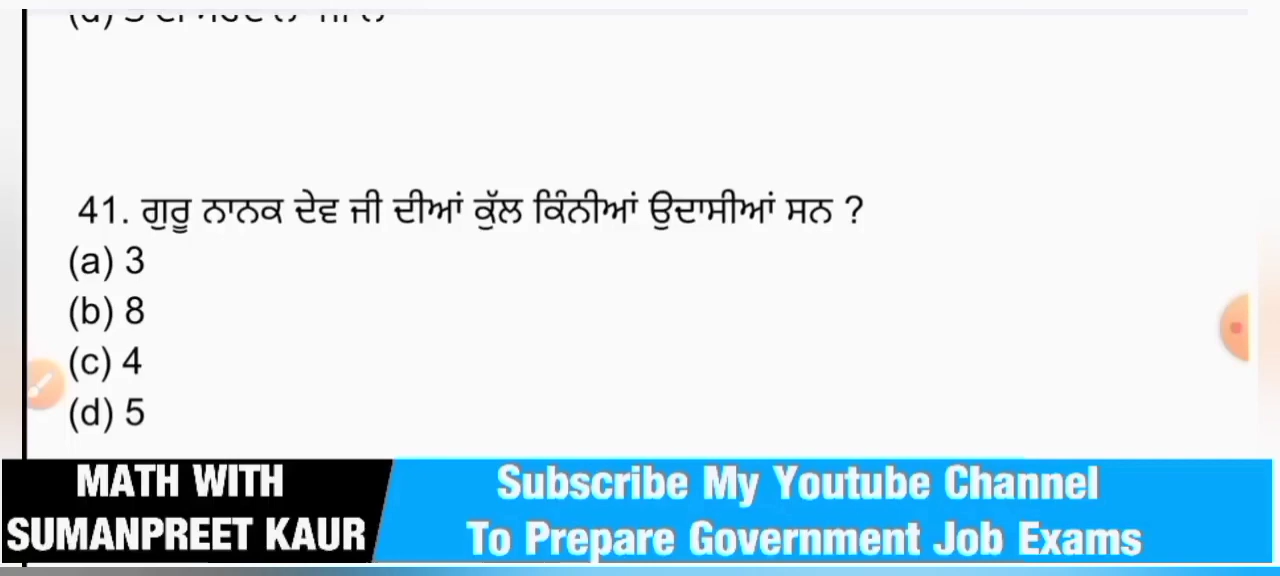 41. ਗੁਰੂ ਨਾਨਕ ਦੇਵ ਜੀ ਦੀਆਂ ਕੁੱਲ ਕਿੰਨੀਆਂ ਉਦਾਸੀਆਂ ਸਨ ?
(a) 3
(b) 8
(c) 4
(d) 5
MATH WITH
SUMANPREET KAUR
Subscribe My Youtube Channel
To Prepare Government Job Exams